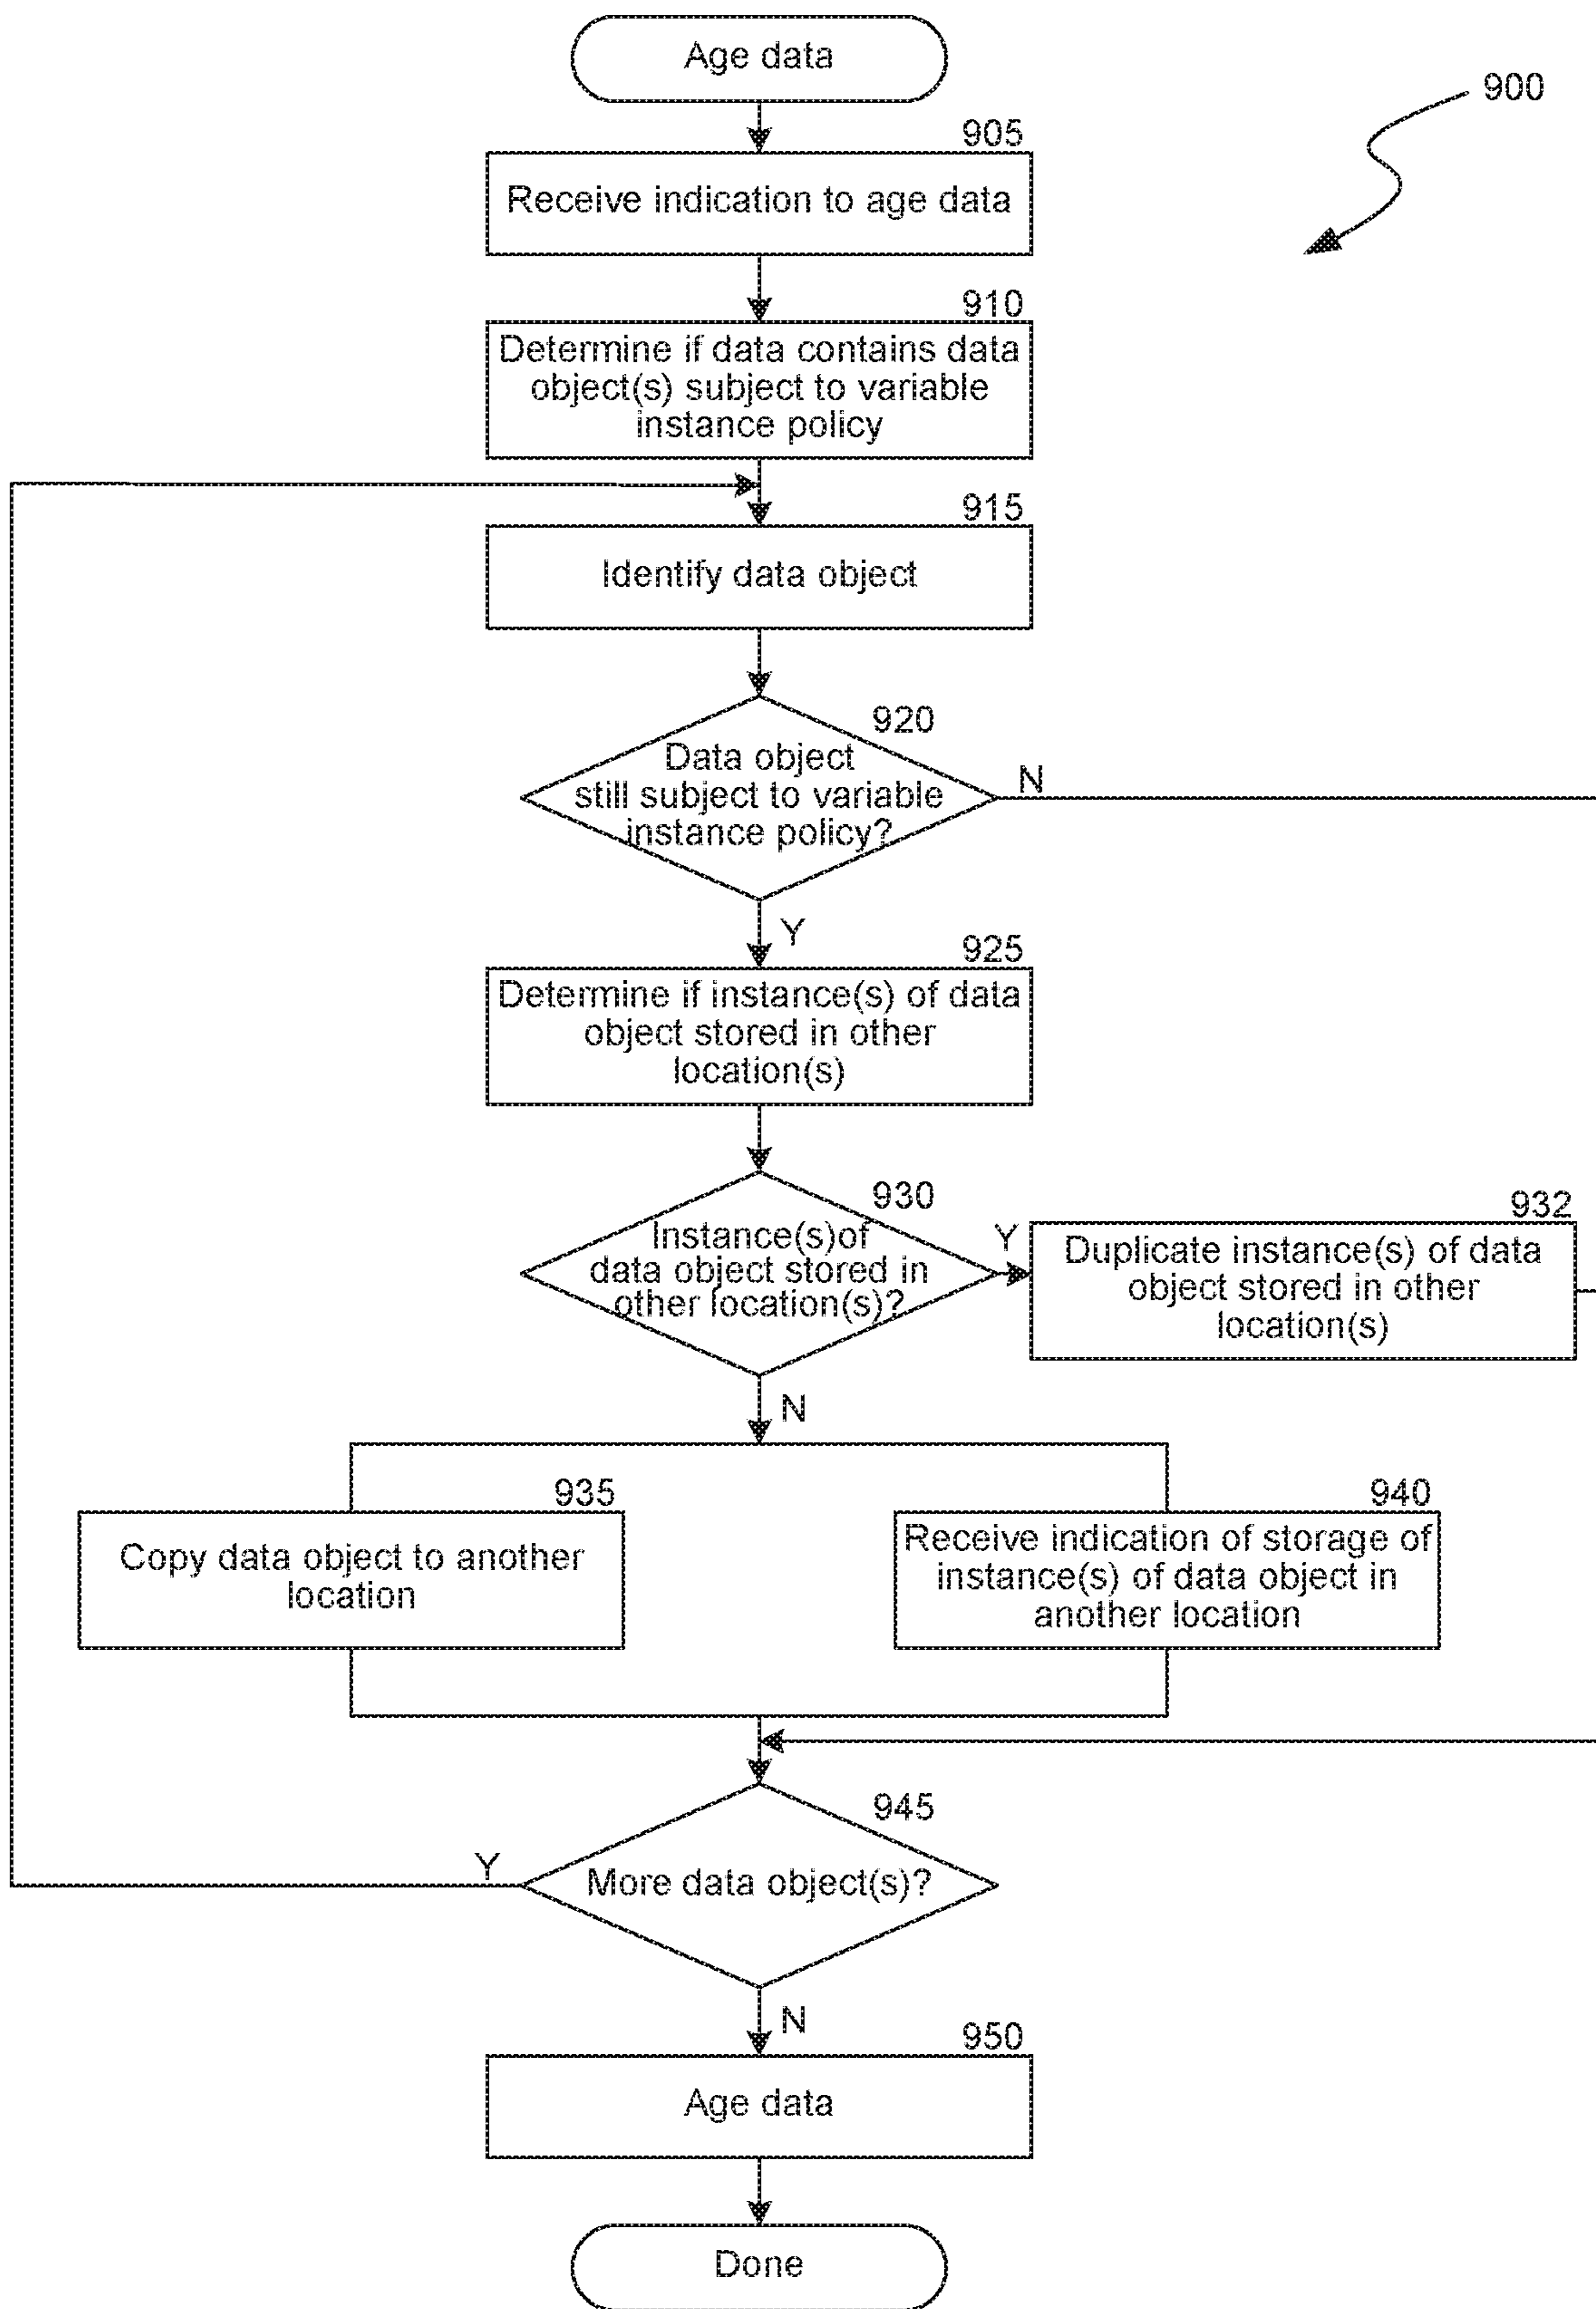 Age data
900
905
Receive indication to age data
910
Determine if data contains data
object(s) subject to variable
instance policy
915
Identify data object
920
Data object
still subject to variable
instance policy?
N
Y
925
Determine if instance(s) of data
object stored in other
location(s)
930
Instance(s)of
data object stored in
other location(s)?
Y
932
Duplicate instance(s) of data
object stored in other
location(s)
N
935
Copy data object to another
location
940
Receive indication of storage of
instance(s) of data object in
another location
945
More data object(s)?
Y
N
950
Age data
Done